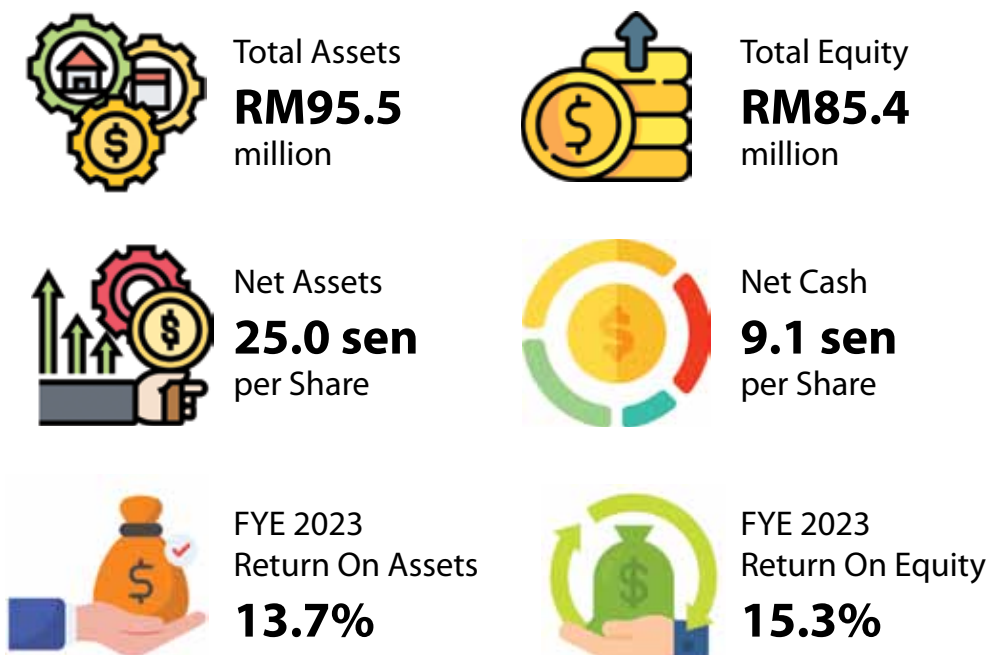 Total Assets
RM95.5
million
Total Equity
RM85.4
million
Net Assets
25.0 sen
per Share
Net Cash
9.1 sen
per Share
FYE 2023
Return On Assets
13.7%
FYE 2023
Return On Equity
15.3%